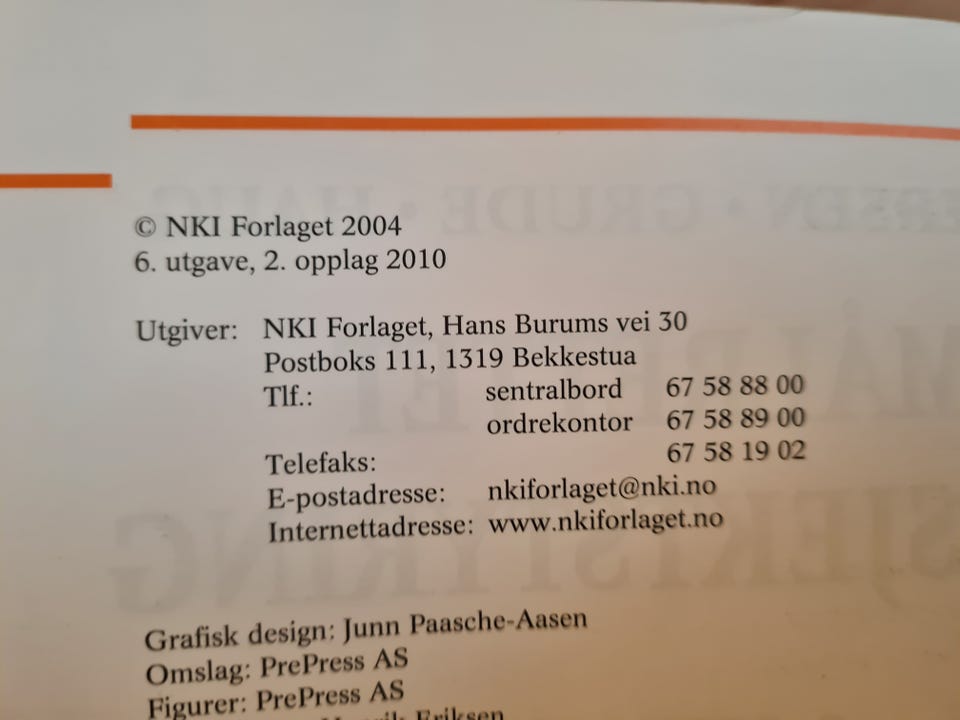 © NKI Forlaget 2004
6. utgave, 2. opplag 2010
Utgiver: NKI Forlaget, Hans Burums vei 30
Postboks 111, 1319 Bekkestua
Tlf.: sentralbord 67 58 88 00
ordrekontor 67 58 89 00
Telefaks: 67 58 19 02
E-postadresse: nkiforlaget@nki.no
Internettadresse: www.nkiforlaget.no
Grafisk design: Junn Paasche-Aasen
Omslag: PrePress AS
Figurer: PrePress AS
Henrik Eriksen